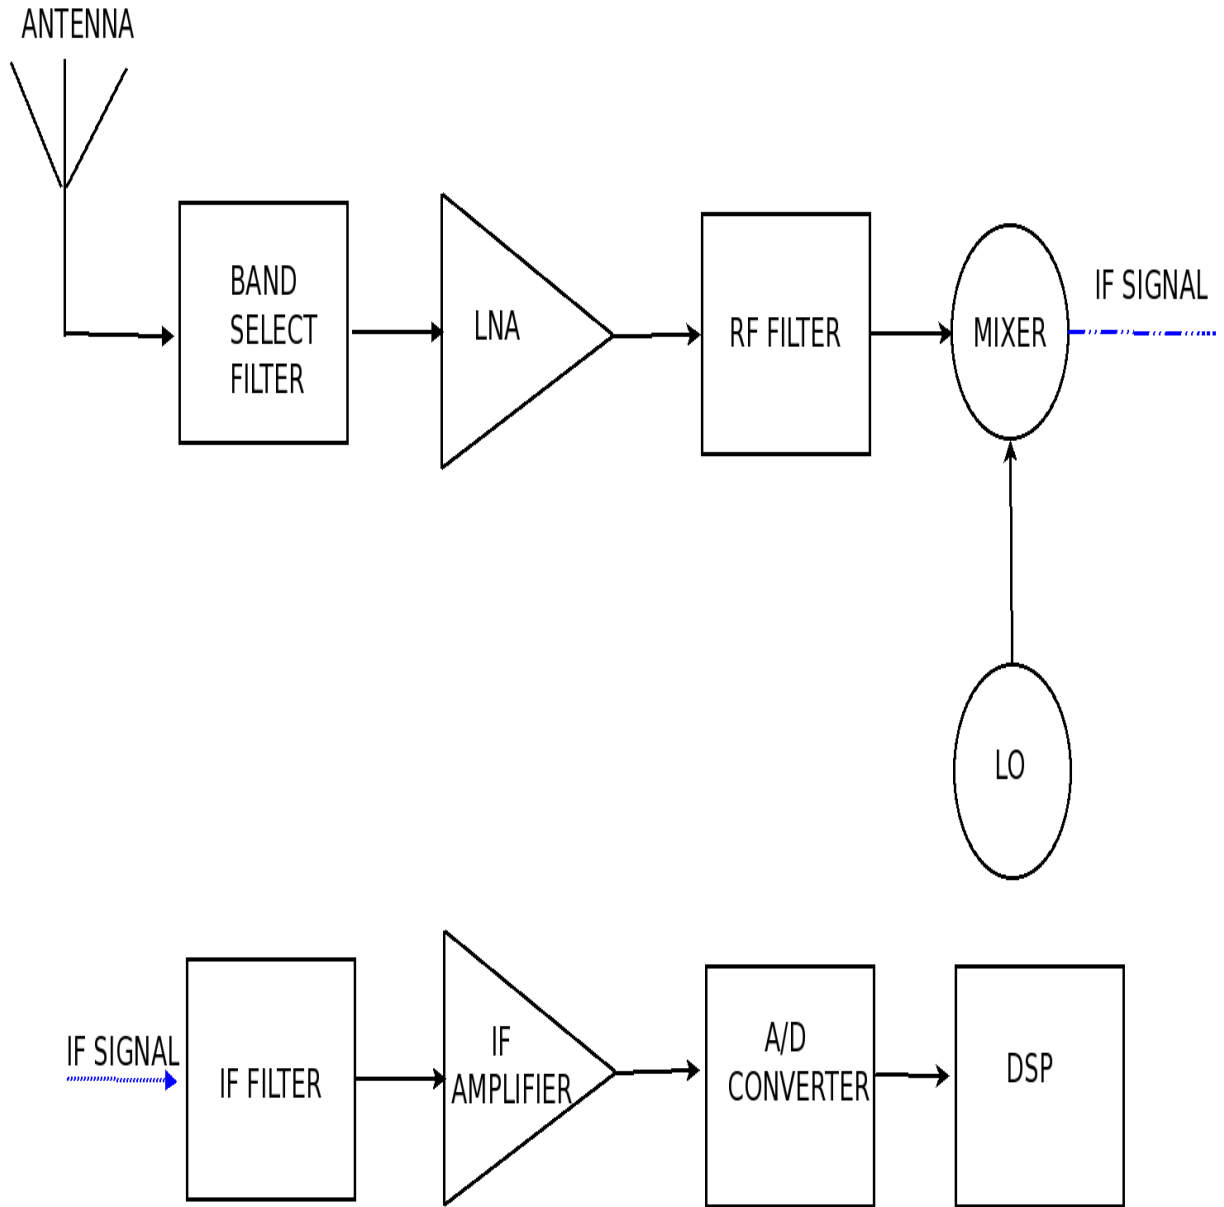 ANTENNA
BAND
SELECT
FILTER
LNA
RF FILTER
MIXER
IF SIGNAL
LO
IF SIGNAL
IF FILTER
IF
AMPLIFIER
A/D
CONVERTER
DSP